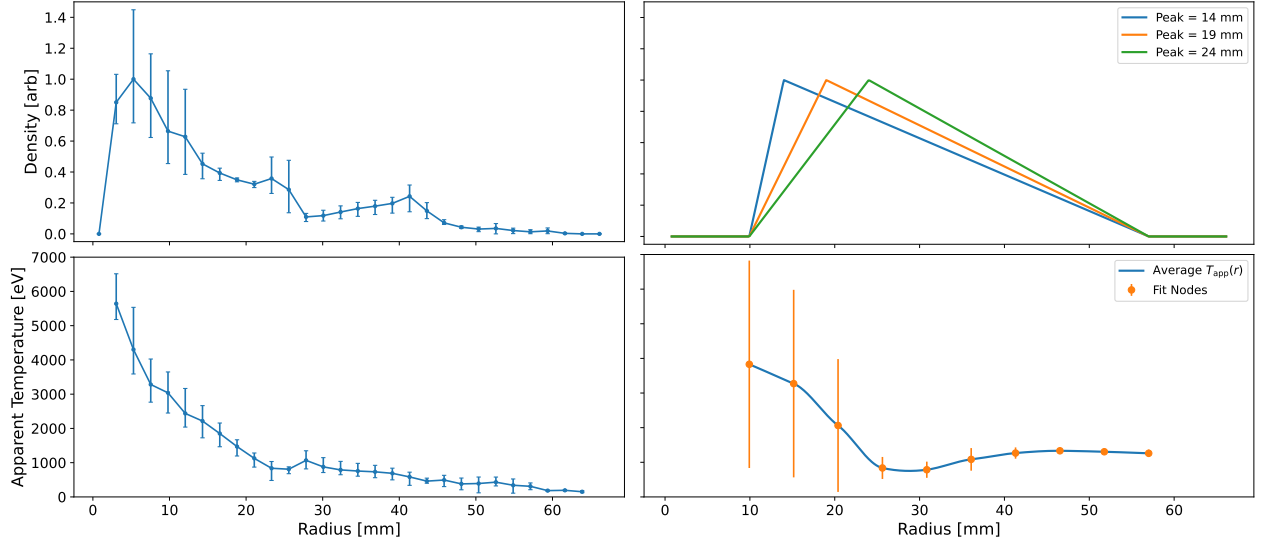 Density [arb]
1.4
1.2
1.0
0.8
0.6
0.4
0.2
0.0
Peak = 14 mm
Peak = 19 mm
Peak = 24 mm
Apparent Temperature [eV]
7000
6000
5000
4000
3000
2000
1000
0
0 10 20 30 40 50 60
Radius [mm]
Average T_app(r)
Fit Nodes
0 10 20 30 40 50 60
Radius [mm]